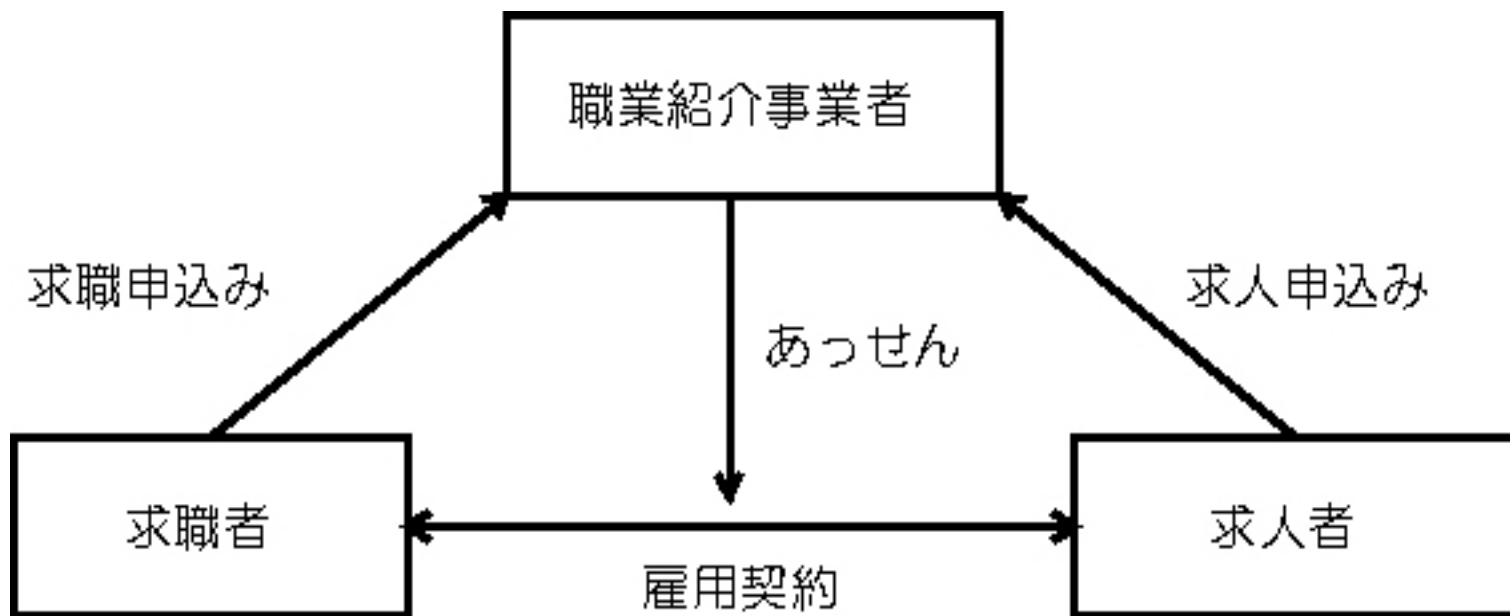 職業紹介事業者
求職申込み
求人申込み
あっせん
求職者
求人者
雇用契約